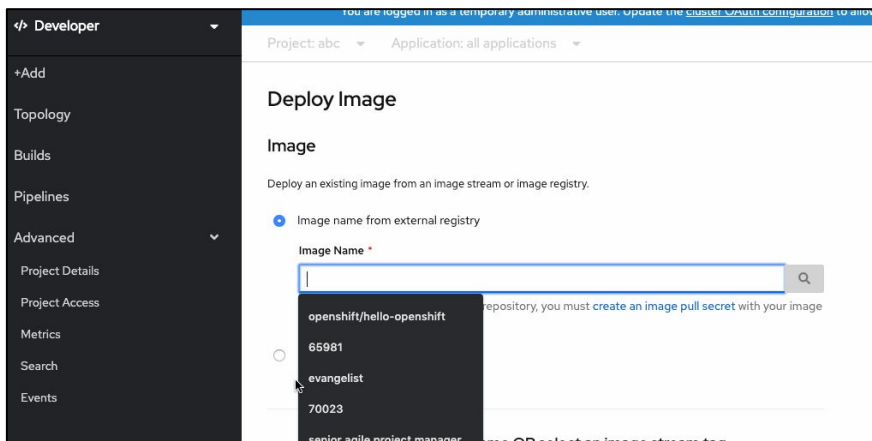 You are logged in as a temporary administrative user. Update the cluster OAuth configuration to allow
</> Developer
Project: abc Application: all applications
+Add
Topology
Builds
Pipelines
Advanced
Project Details
Project Access
Metrics
Search
Events
Deploy Image
Image
Deploy an existing image from an image stream or image registry.
Image name from external registry
Image Name *
repository, you must create an image pull secret with your image
openshift/hello-openshift
65981
evangelist
70023
senior agile project manager
OR select an image stream tag